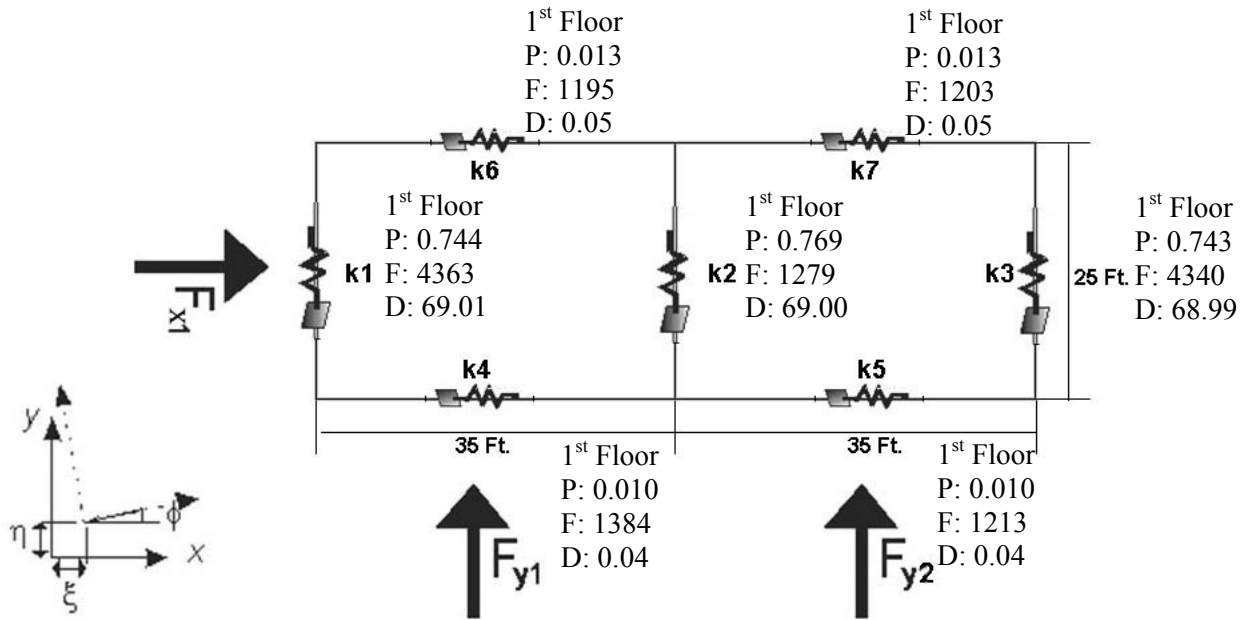 1st Floor
P: 0.013
F: 1195
D: 0.05
1st Floor
P: 0.013
F: 1203
D: 0.05
k6
k7
1st Floor
P: 0.744
F: 4363
D: 69.01
k1
1st Floor
P: 0.769
F: 1279
D: 69.00
k2
k3
25 Ft.
1st Floor
P: 0.743
F: 4340
D: 68.99
Fx1
k4
k5
35 Ft.
35 Ft.
1st Floor
P: 0.010
F: 1384
D: 0.04
1st Floor
P: 0.010
F: 1213
D: 0.04
Fy1
Fy2
y
η
x
ξ
ϕ